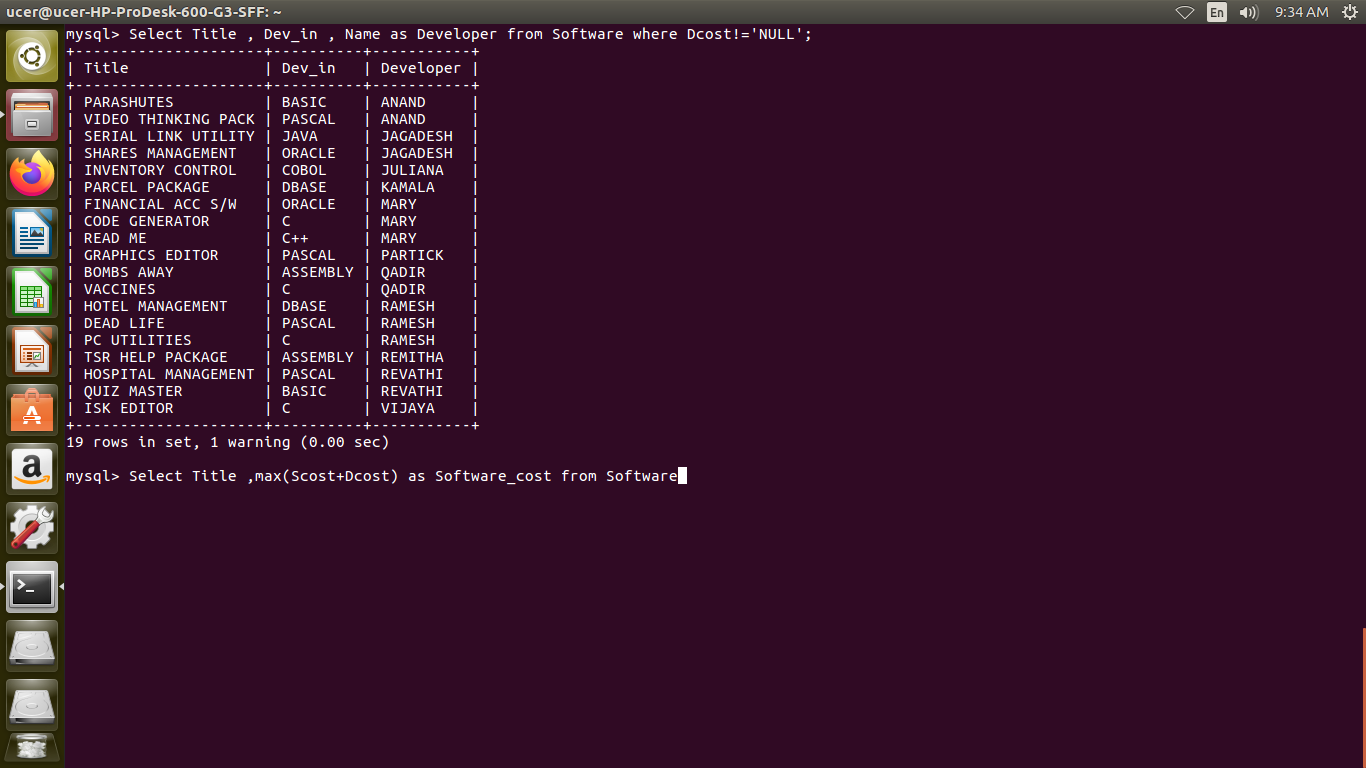 ucer@ucer-HP-ProDesk-600-G3-SFF: ~ En 9:34 AM
mysql> Select Title , Dev_in , Name as Developer from Software where Dcost!='NULL';
+---------------------+----------+-----------+
| Title               | Dev_in   | Developer |
+---------------------+----------+-----------+
| PARASHUTES          | BASIC    | ANAND     |
| VIDEO THINKING PACK | PASCAL   | ANAND     |
| SERIAL LINK UTILITY | JAVA     | JAGADESH  |
| SHARES MANAGEMENT   | ORACLE   | JAGADESH  |
| INVENTORY CONTROL   | COBOL    | JULIANA   |
| PARCEL PACKAGE      | DBASE    | KAMALA    |
| FINANCIAL ACC S/W   | ORACLE   | MARY      |
| CODE GENERATOR      | C        | MARY      |
| READ ME             | C++      | MARY      |
| GRAPHICS EDITOR     | PASCAL   | PARTICK   |
| BOMBS AWAY          | ASSEMBLY | QADIR     |
| VACCINES            | C        | QADIR     |
| HOTEL MANAGEMENT    | DBASE    | RAMESH    |
| DEAD LIFE           | PASCAL   | RAMESH    |
| PC UTILITIES        | C        | RAMESH    |
| TSR HELP PACKAGE    | ASSEMBLY | REMITHA   |
| HOSPITAL MANAGEMENT | PASCAL   | REVATHI   |
| QUIZ MASTER         | BASIC    | REVATHI   |
| ISK EDITOR          | C        | VIJAYA    |
+---------------------+----------+-----------+
19 rows in set, 1 warning (0.00 sec)
mysql> Select Title ,max(Scost+Dcost) as Software_cost from Software